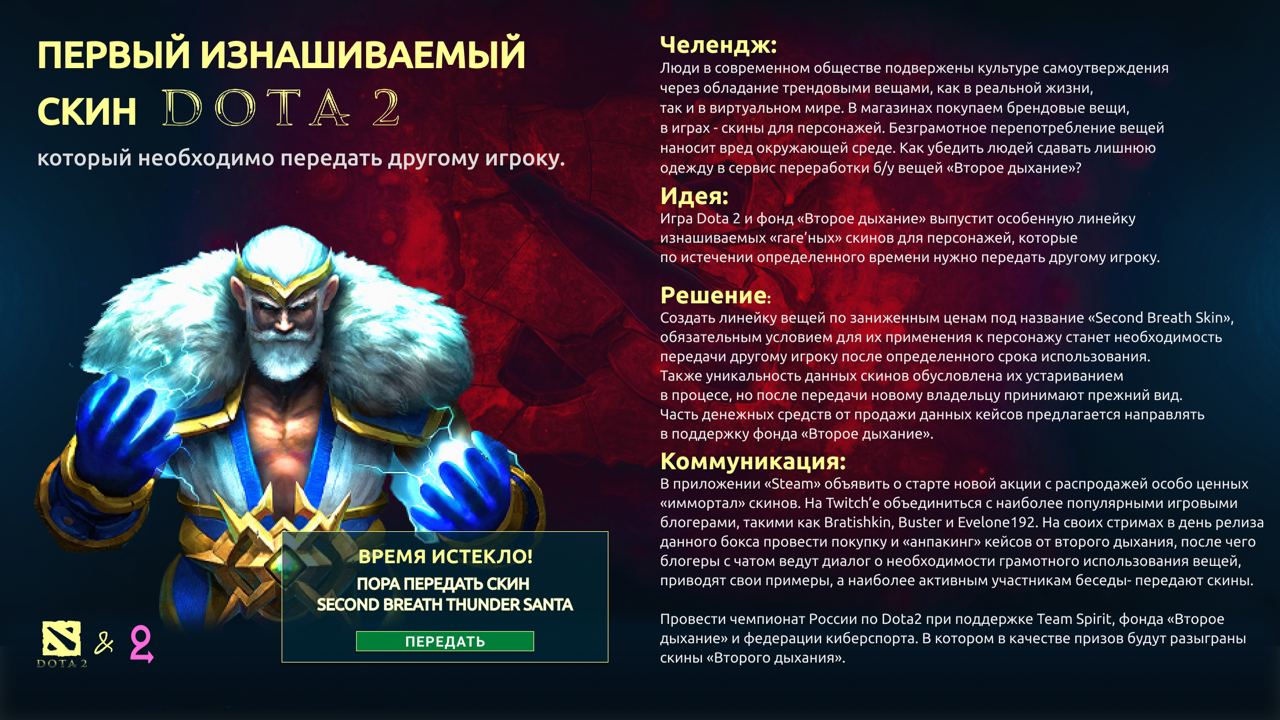 ПЕРВЫЙ ИЗНАШИВАЕМЫЙ
СКИН DOTA 2
который необходимо передать другому игроку.
ВРЕМЯ ИСТЕКЛО!
ПОРА ПЕРЕДАТЬ СКИН
SECOND BREATH THUNDER SANTA
ПЕРЕДАТЬ
DOTA 2
&
Челендж:
Люди в современном обществе подвержены культуре самоутверждения
через обладание трендовыми вещами, как в реальной жизни,
так и в виртуальном мире. В магазинах покупаем брендовые вещи,
в играх - скины для персонажей. Безграмотное перепотребление вещей
наносит вред окружающей среде. Как убедить людей сдавать лишнюю
одежду в сервис переработки б/у вещей «Второе дыхание»?
Идея:
Игра Dota 2 и фонд «Второе дыхание» выпустит особенную линейку
изнашиваемых «rare’ных» скинов для персонажей, которые
по истечении определенного времени нужно передать другому игроку.
Решение:
Создать линейку вещей по заниженным ценам под название «Second Breath Skin»,
обязательным условием для их применения к персонажу станет необходимость
передачи другому игроку после определенного срока использования.
Также уникальность данных скинов обусловлена их устариванием
в процесе, но после передачи новому владельцу принимают прежний вид.
Часть денежных средств от продажи данных кейсов предлагается направлять
в поддержку фонда «Второе дыхание».
Коммуникация:
В приложении «Steam» объявить о старте новой акции с распродажей особо ценных
«иммортал» скинов. На Twitch’е объединиться с наиболее популярными игровыми
блогерами, такими как Bratishkin, Buster и Evelone192. На своих стримах в день релиза
данного бокса провести покупку и «анпакинг» кейсов от второго дыхания, после чего
блогеры с чатом ведут диалог о необходимости грамотного использования вещей,
приводят свои примеры, а наиболее активным участникам беседы- передают скины.
Провести чемпионат России по Dota2 при поддержке Team Spirit, фонда «Второе
дыхание» и федерации киберспорта. В котором в качестве призов будут разыграны
скины «Второго дыхания».